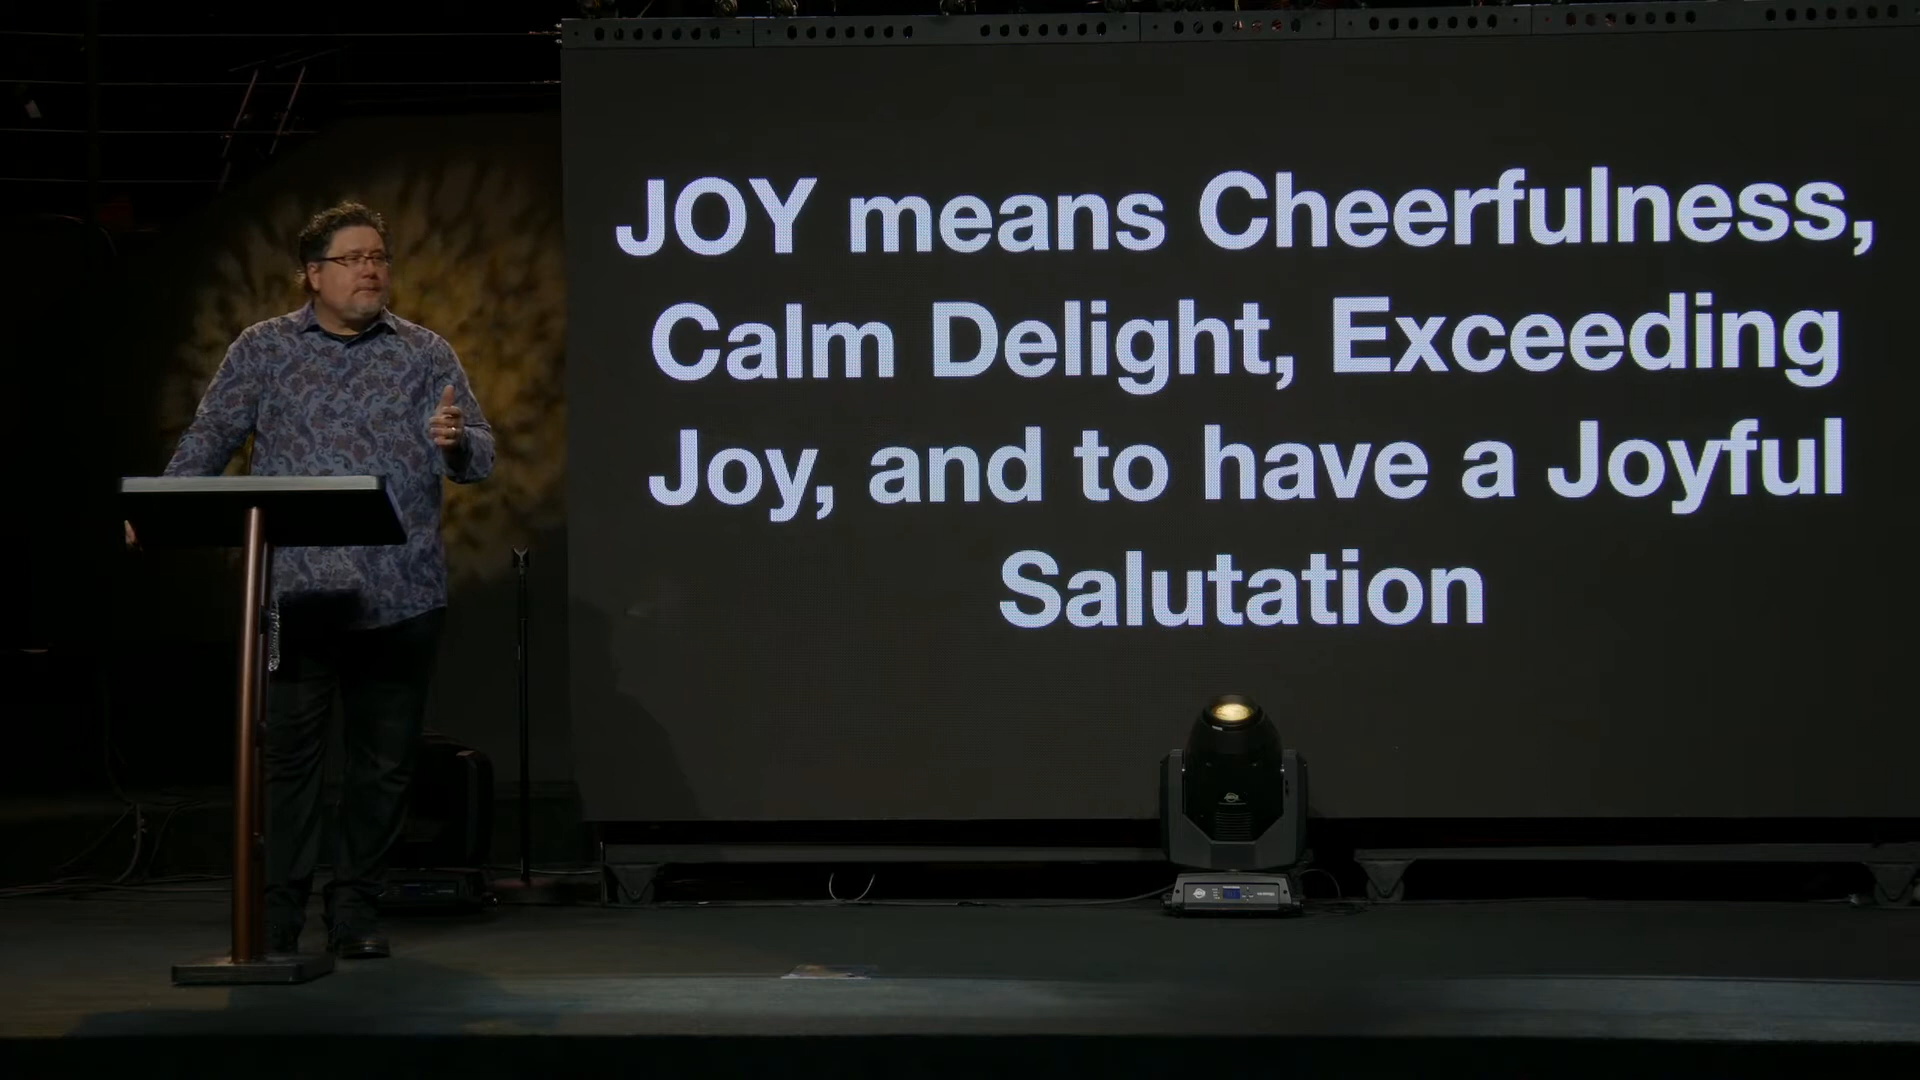 JOY means Cheerfulness,
Calm Delight, Exceeding
Joy, and to have a Joyful
Salutation